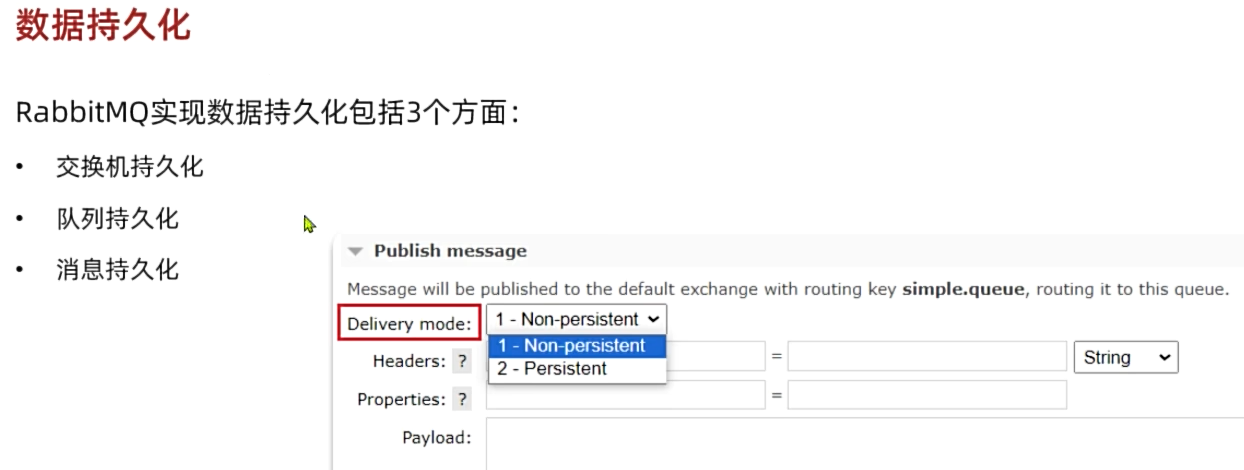 数据持久化
RabbitMQ实现数据持久化包括3个方面：
• 交换机持久化
• 队列持久化
• 消息持久化
Publish message
Message will be published to the default exchange with routing key simple.queue, routing it to this queue.
Delivery mode: 1 - Non-persistent
1 - Non-persistent
2 - Persistent
Headers: ? = String
Properties: ? =
Payload: